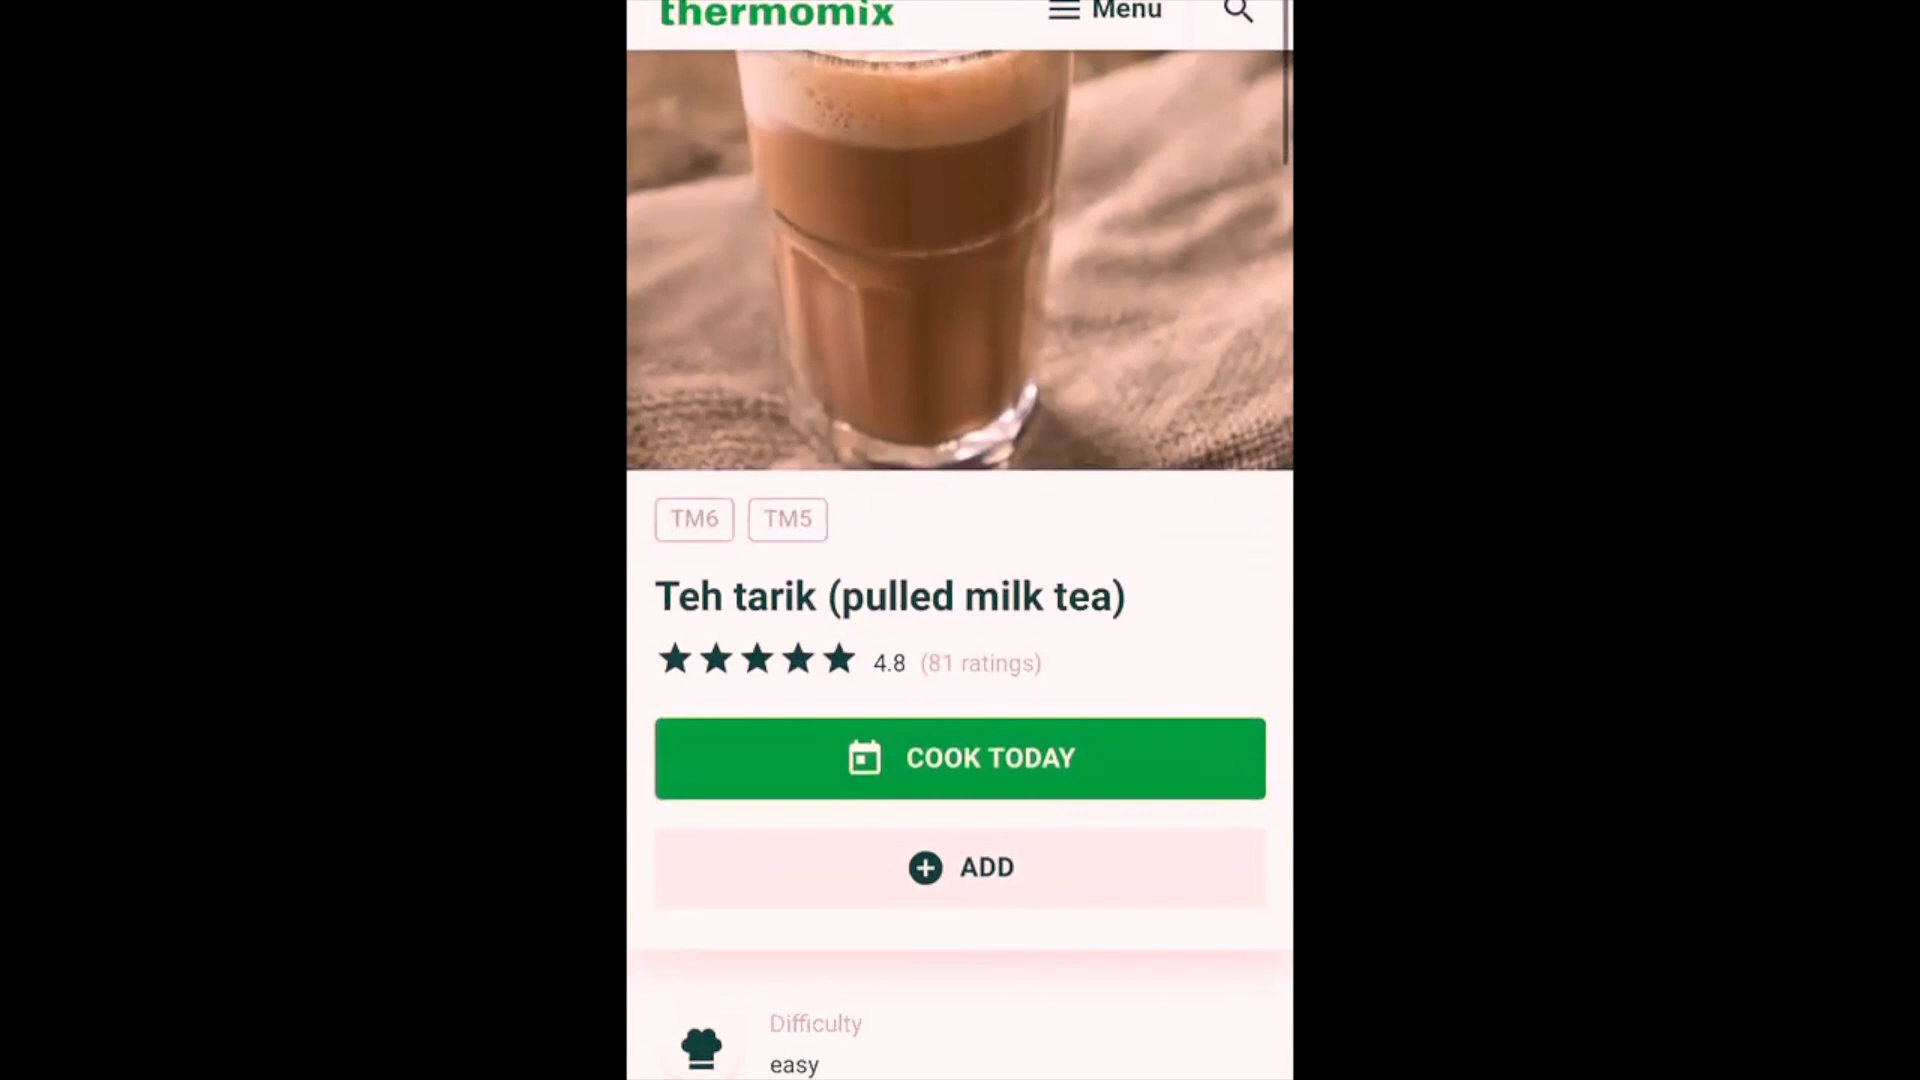 thermomix
Menu
TM6 TM5
Teh tarik (pulled milk tea)
4.8 (81 ratings)
COOK TODAY
ADD
Difficulty
easy